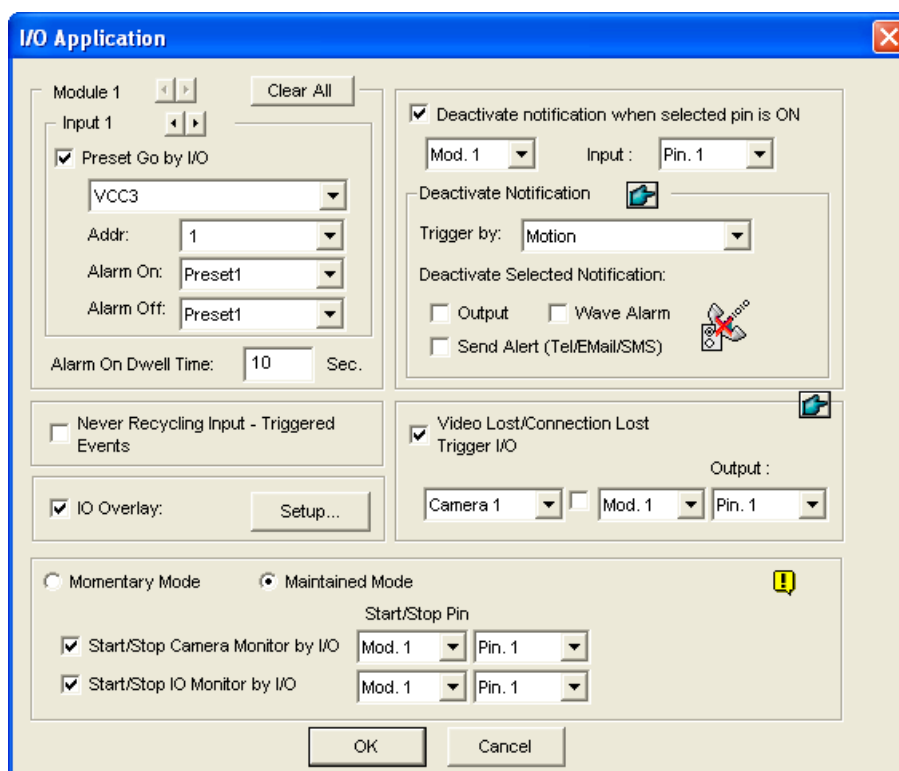 I/O Application
Module 1
Clear All
Input 1
Preset Go by I/O
VCC3
Addr: 1
Alarm On: Preset1
Alarm Off: Preset1
Alarm On Dwell Time: 10 Sec.
Deactivate notification when selected pin is ON
Mod. 1 Input : Pin. 1
Deactivate Notification
Trigger by: Motion
Deactivate Selected Notification:
Output Wave Alarm
Send Alert (Tel/EMail/SMS)
Never Recycling Input - Triggered
Events
Video Lost/Connection Lost
Trigger I/O
Output :
Camera 1 Mod. 1 Pin. 1
IO Overlay: Setup...
Momentary Mode Maintained Mode
Start/Stop Pin
Start/Stop Camera Monitor by I/O Mod. 1 Pin. 1
Start/Stop IO Monitor by I/O Mod. 1 Pin. 1
OK Cancel